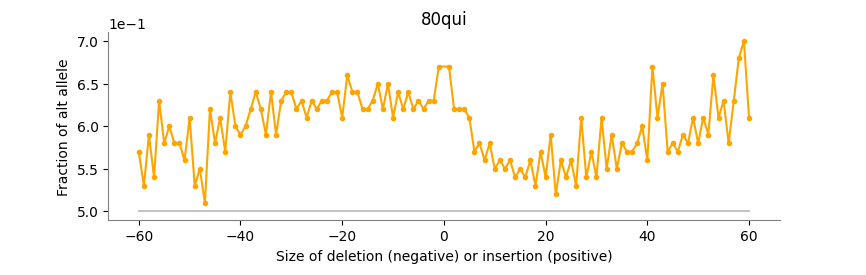 80qui
1e−1
7.0
6.5
6.0
5.5
5.0
Fraction of alt allele
−60 −40 −20 0 20 40 60
Size of deletion (negative) or insertion (positive)